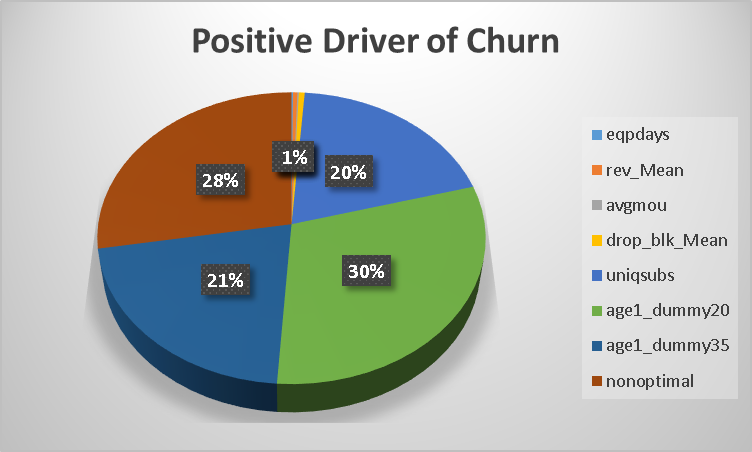 Positive Driver of Churn
1%
20%
28%
30%
21%
eqpdays
rev_Mean
avgmou
drop_blk_Mean
uniqsubs
age1_dummy20
age1_dummy35
nonoptimal